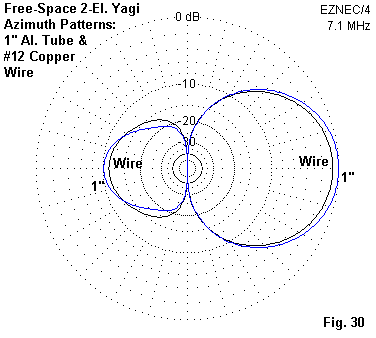 Free-Space 2-El. Yagi
Azimuth Patterns:
1" Al. Tube &
#12 Copper
Wire
0 dB
EZNEC/4
7.1 MHz
-10
-20
-30
Wire
1"
Wire
1"
Fig. 30